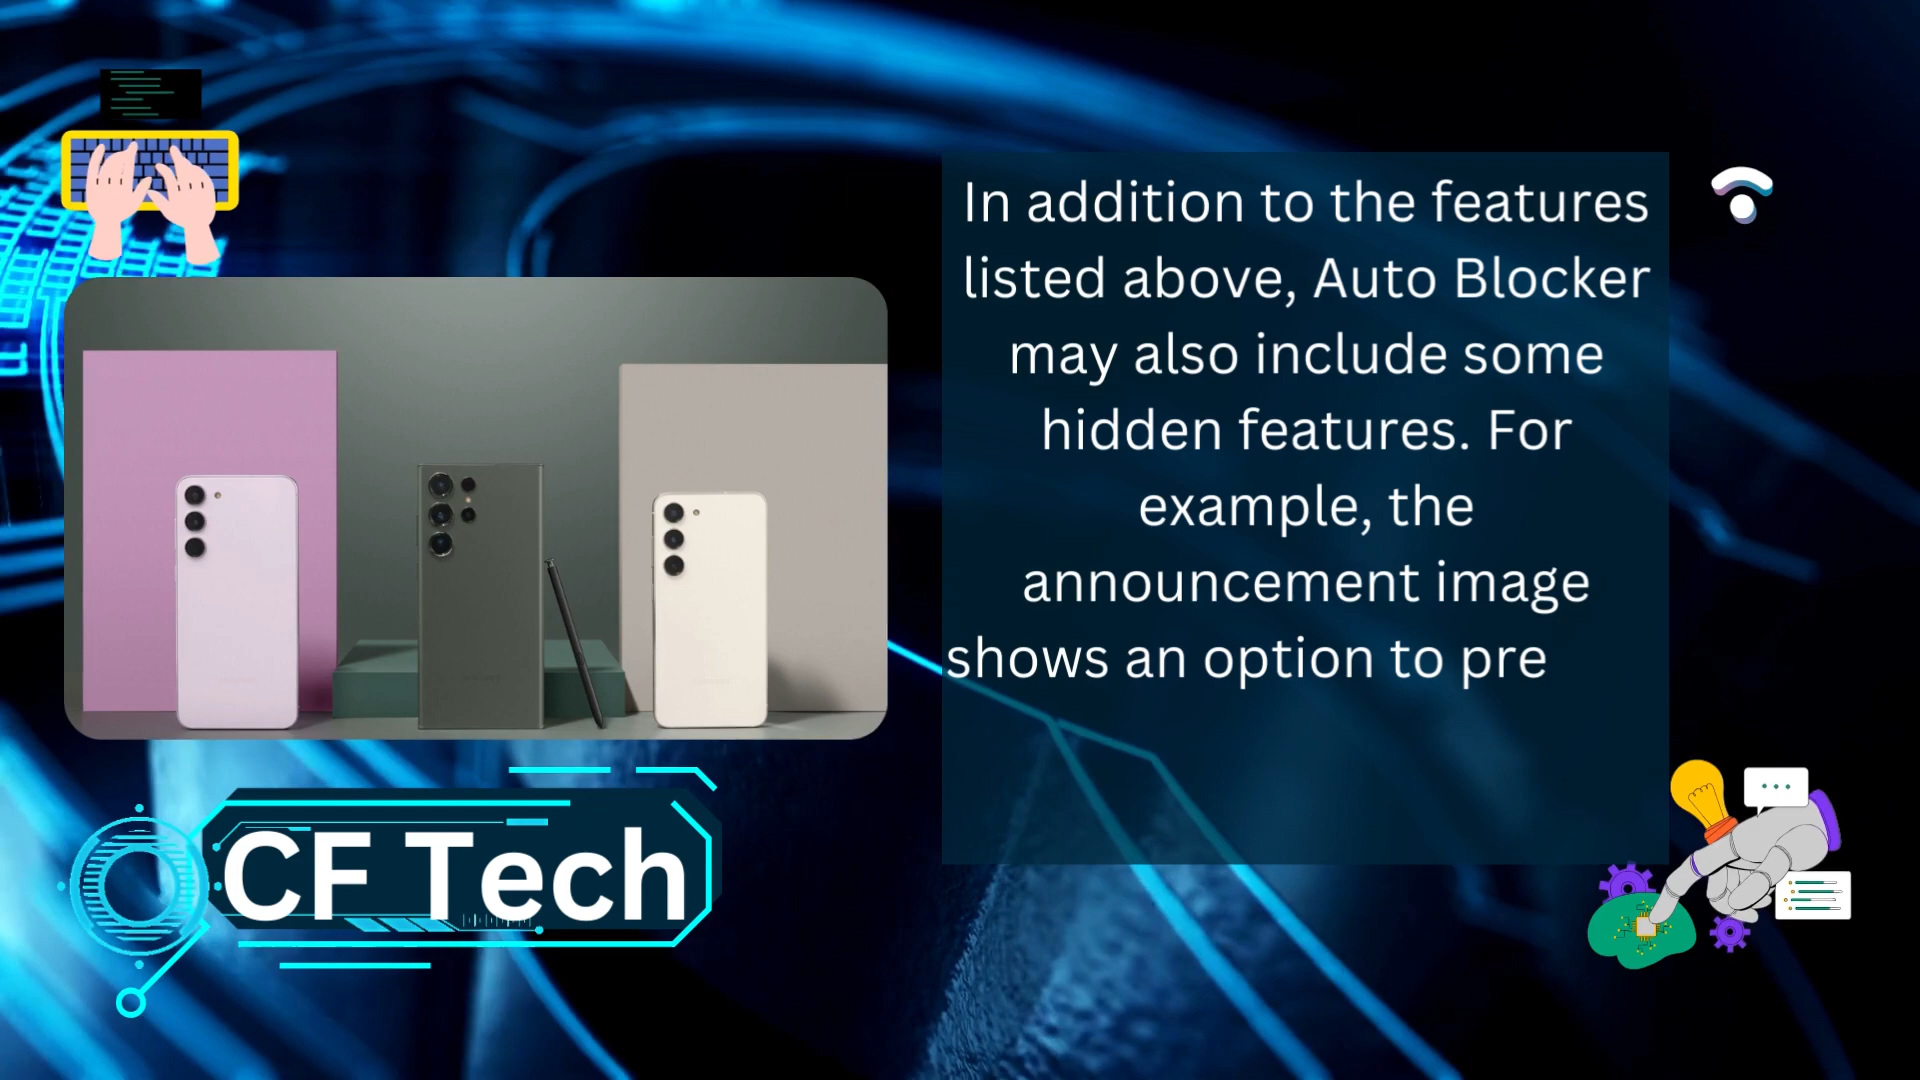 In addition to the features
listed above, Auto Blocker
may also include some
hidden features. For
example, the
announcement image
shows an option to pre
CF Tech